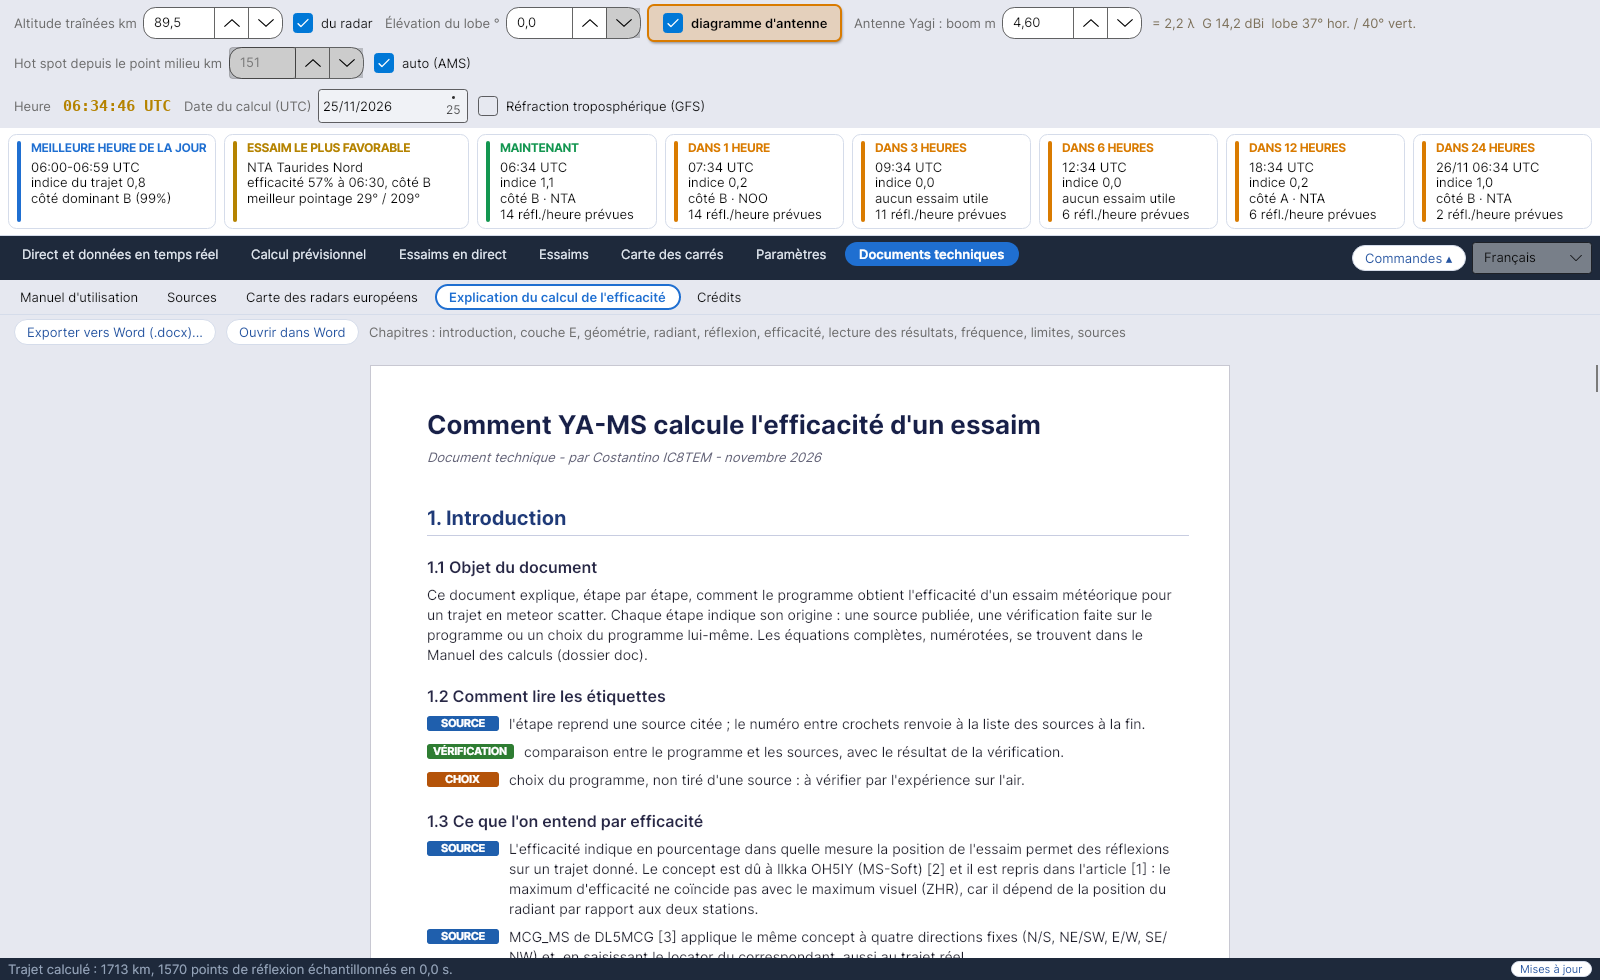 Altitude traînées km 89,5 du radar Élévation du lobe ° 0,0 diagramme d'antenne Antenne Yagi : boom m 4,60 = 2,2 λ G 14,2 dBi lobe 37° hor. / 40° vert.
Hot spot depuis le point milieu km 151 auto (AMS)
Heure 06:34:46 UTC Date du calcul (UTC) 25/11/2026 25 Réfraction troposphérique (GFS)
MEILLEURE HEURE DE LA JOUR
06:00-06:59 UTC
indice du trajet 0,8
côté dominant B (99%)
ESSAIM LE PLUS FAVORABLE
NTA Taurides Nord
efficacité 57% à 06:30, côté B
meilleur pointage 29° / 209°
MAINTENANT
06:34 UTC
indice 1,1
côté B · NTA
14 réfl./heure prévues
DANS 1 HEURE
07:34 UTC
indice 0,2
côté B · NOO
14 réfl./heure prévues
DANS 3 HEURES
09:34 UTC
indice 0,0
aucun essaim utile
11 réfl./heure prévues
DANS 6 HEURES
12:34 UTC
indice 0,0
aucun essaim utile
6 réfl./heure prévues
DANS 12 HEURES
18:34 UTC
indice 0,2
côté A · NTA
6 réfl./heure prévues
DANS 24 HEURES
26/11 06:34 UTC
indice 1,0
côté B · NTA
2 réfl./heure prévues
Direct et données en temps réel Calcul prévisionnel Essaims en direct Essaims Carte des carrés Paramètres Documents techniques Commandes ▴ Français
Manuel d'utilisation Sources Carte des radars européens Explication du calcul de l'efficacité Crédits
Exporter vers Word (.docx)... Ouvrir dans Word Chapitres : introduction, couche E, géométrie, radiant, réflexion, efficacité, lecture des résultats, fréquence, limites, sources
Comment YA-MS calcule l'efficacité d'un essaim
Document technique - par Costantino IC8TEM - novembre 2026
1. Introduction
1.1 Objet du document
Ce document explique, étape par étape, comment le programme obtient l'efficacité d'un essaim météorique pour
un trajet en meteor scatter. Chaque étape indique son origine : une source publiée, une vérification faite sur le
programme ou un choix du programme lui-même. Les équations complètes, numérotées, se trouvent dans le
Manuel des calculs (dossier doc).
1.2 Comment lire les étiquettes
SOURCE l'étape reprend une source citée ; le numéro entre crochets renvoie à la liste des sources à la fin.
VÉRIFICATION comparaison entre le programme et les sources, avec le résultat de la vérification.
CHOIX choix du programme, non tiré d'une source : à vérifier par l'expérience sur l'air.
1.3 Ce que l'on entend par efficacité
SOURCE L'efficacité indique en pourcentage dans quelle mesure la position de l'essaim permet des réflexions
sur un trajet donné. Le concept est dû à Ilkka OH5IY (MS-Soft) [2] et il est repris dans l'article [1] : le
maximum d'efficacité ne coïncide pas avec le maximum visuel (ZHR), car il dépend de la position du
radiant par rapport aux deux stations.
SOURCE MCG_MS de DL5MCG [3] applique le même concept à quatre directions fixes (N/S, NE/SW, E/W, SE/
NW) et, en saisissant le locator du correspondant, aussi au trajet réel.
Trajet calculé : 1713 km, 1570 points de réflexion échantillonnés en 0,0 s. Mises à jour